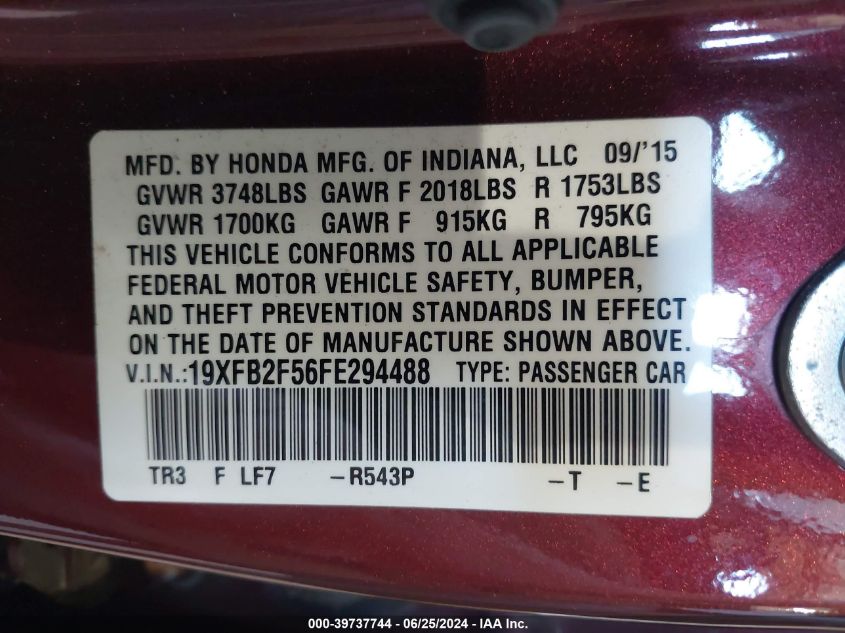 MFD. BY HONDA MFG. OF INDIANA, LLC 09/'15
GVWR 3748LBS GAWR F 2018LBS R 1753LBS
GVWR 1700KG GAWR F 915KG R 795KG
THIS VEHICLE CONFORMS TO ALL APPLICABLE
FEDERAL MOTOR VEHICLE SAFETY, BUMPER,
AND THEFT PREVENTION STANDARDS IN EFFECT
ON THE DATE OF MANUFACTURE SHOWN ABOVE.
V.I.N.:19XFB2F56FE294488 TYPE: PASSENGER CAR
TR3 F LF7 -R543P -T -E
000-39737744 / 06/25/2024 - IAA Inc.